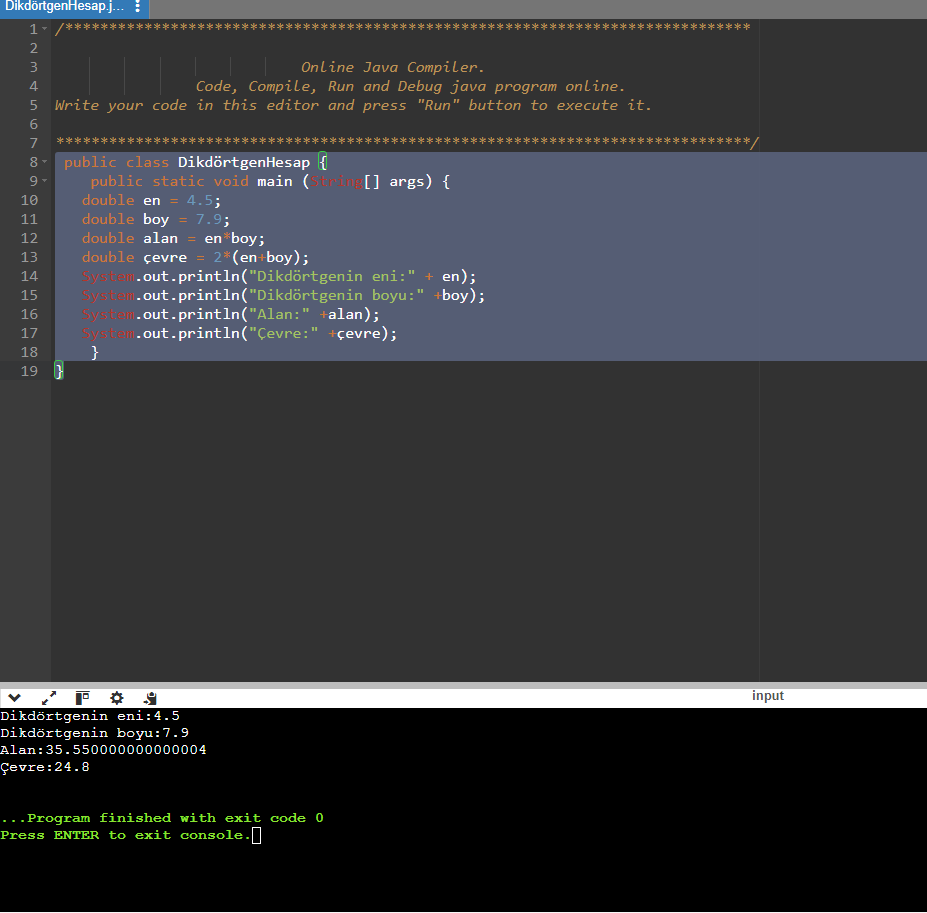 DikdörtgenHesap.j...
1 /******************************************************************************
2
3 Online Java Compiler.
4 Code, Compile, Run and Debug java program online.
5 Write your code in this editor and press "Run" button to execute it.
6
7 *******************************************************************************/
8 public class DikdörtgenHesap {
9 public static void main (String[] args) {
10 double en = 4.5;
11 double boy = 7.9;
12 double alan = en*boy;
13 double çevre = 2*(en+boy);
14 System.out.println("Dikdörtgenin eni:" + en);
15 System.out.println("Dikdörtgenin boyu:" +boy);
16 System.out.println("Alan:" +alan);
17 System.out.println("Çevre:" +çevre);
18 }
19 }
input
Dikdörtgenin eni:4.5
Dikdörtgenin boyu:7.9
Alan:35.550000000000004
Çevre:24.8
...Program finished with exit code 0
Press ENTER to exit console.